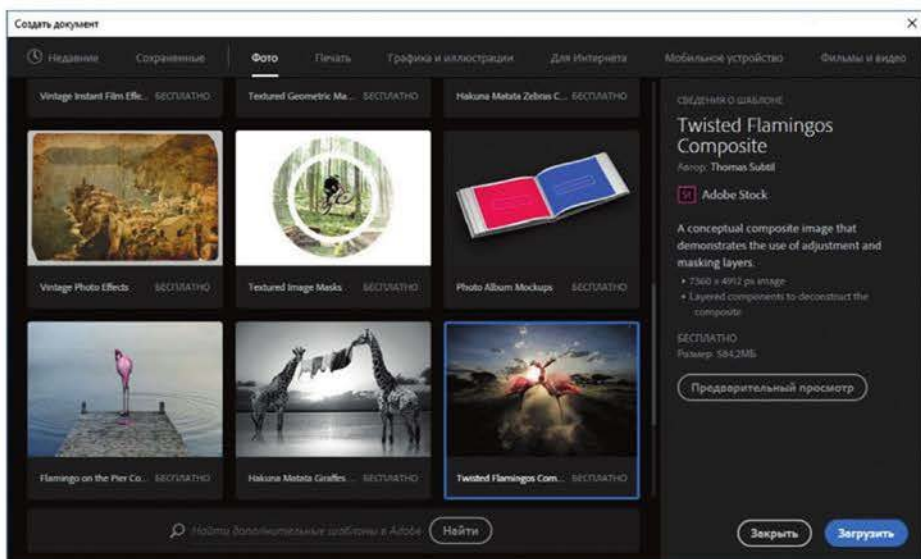 Создать документ
Недавние Сохраненные Фото Печать Графика и иллюстрации Для Интернета Мобильное устройство Фильмы и видео
Vintage Instant Film Effe... БЕСПЛАТНО Textured Geometric Ma... БЕСПЛАТНО Hakuna Matata Zebras C... БЕСПЛАТНО
Vintage Photo Effects БЕСПЛАТНО Textured Image Masks БЕСПЛАТНО Photo Album Mockups БЕСПЛАТНО
Flamingo on the Pier Co... БЕСПЛАТНО Hakuna Matata Giraffes ... БЕСПЛАТНО Twisted Flamingos Com... БЕСПЛАТНО
Найти дополнительные шаблоны в Adobe Найти
СВЕДЕНИЯ О ШАБЛОНЕ
Twisted Flamingos
Composite
Автор: Thomas Subtil
St Adobe Stock
A conceptual composite image that
demonstrates the use of adjustment and
masking layers.
• 7360 x 4912 px image
• Layered components to deconstruct the
composite
БЕСПЛАТНО
Размер: 584,2МБ
Предварительный просмотр
Закрыть Загрузить